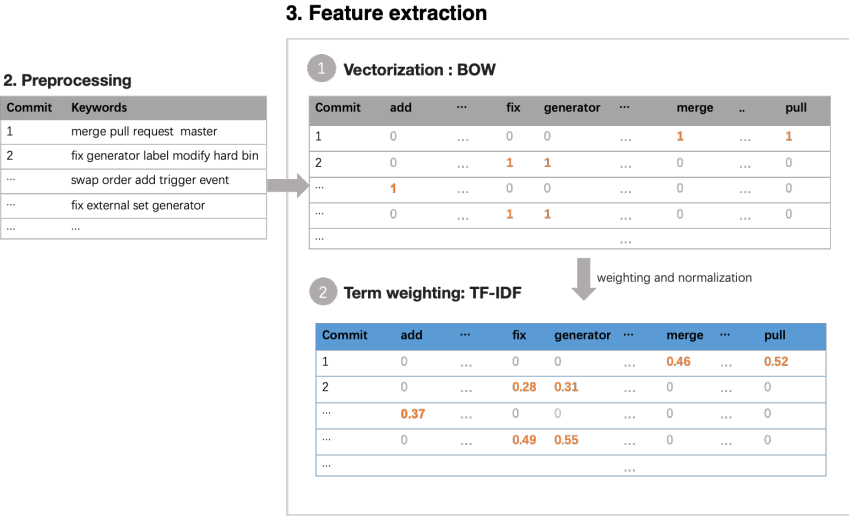 3. Feature extraction
2. Preprocessing
Commit Keywords
1 merge pull request master
2 fix generator label modify hard bin
... swap order add trigger event
... fix external set generator
... ...
1 Vectorization : BOW
Commit add ... fix generator ... merge .. pull
1 0 ... 0 0 ... 1 ... 1
2 0 ... 1 1 ... 0 ... 0
... 1 ... 0 0 ... 0 ... 0
... 0 ... 1 1 ... 0 ... 0
... ...
weighting and normalization
2 Term weighting: TF-IDF
Commit add ... fix generator ... merge ... pull
1 0 ... 0 0 ... 0.46 ... 0.52
2 0 ... 0.28 0.31 ... 0 ... 0
... 0.37 ... 0 0 ... 0 ... 0
... 0 ... 0.49 0.55 ... 0 ... 0
... ...